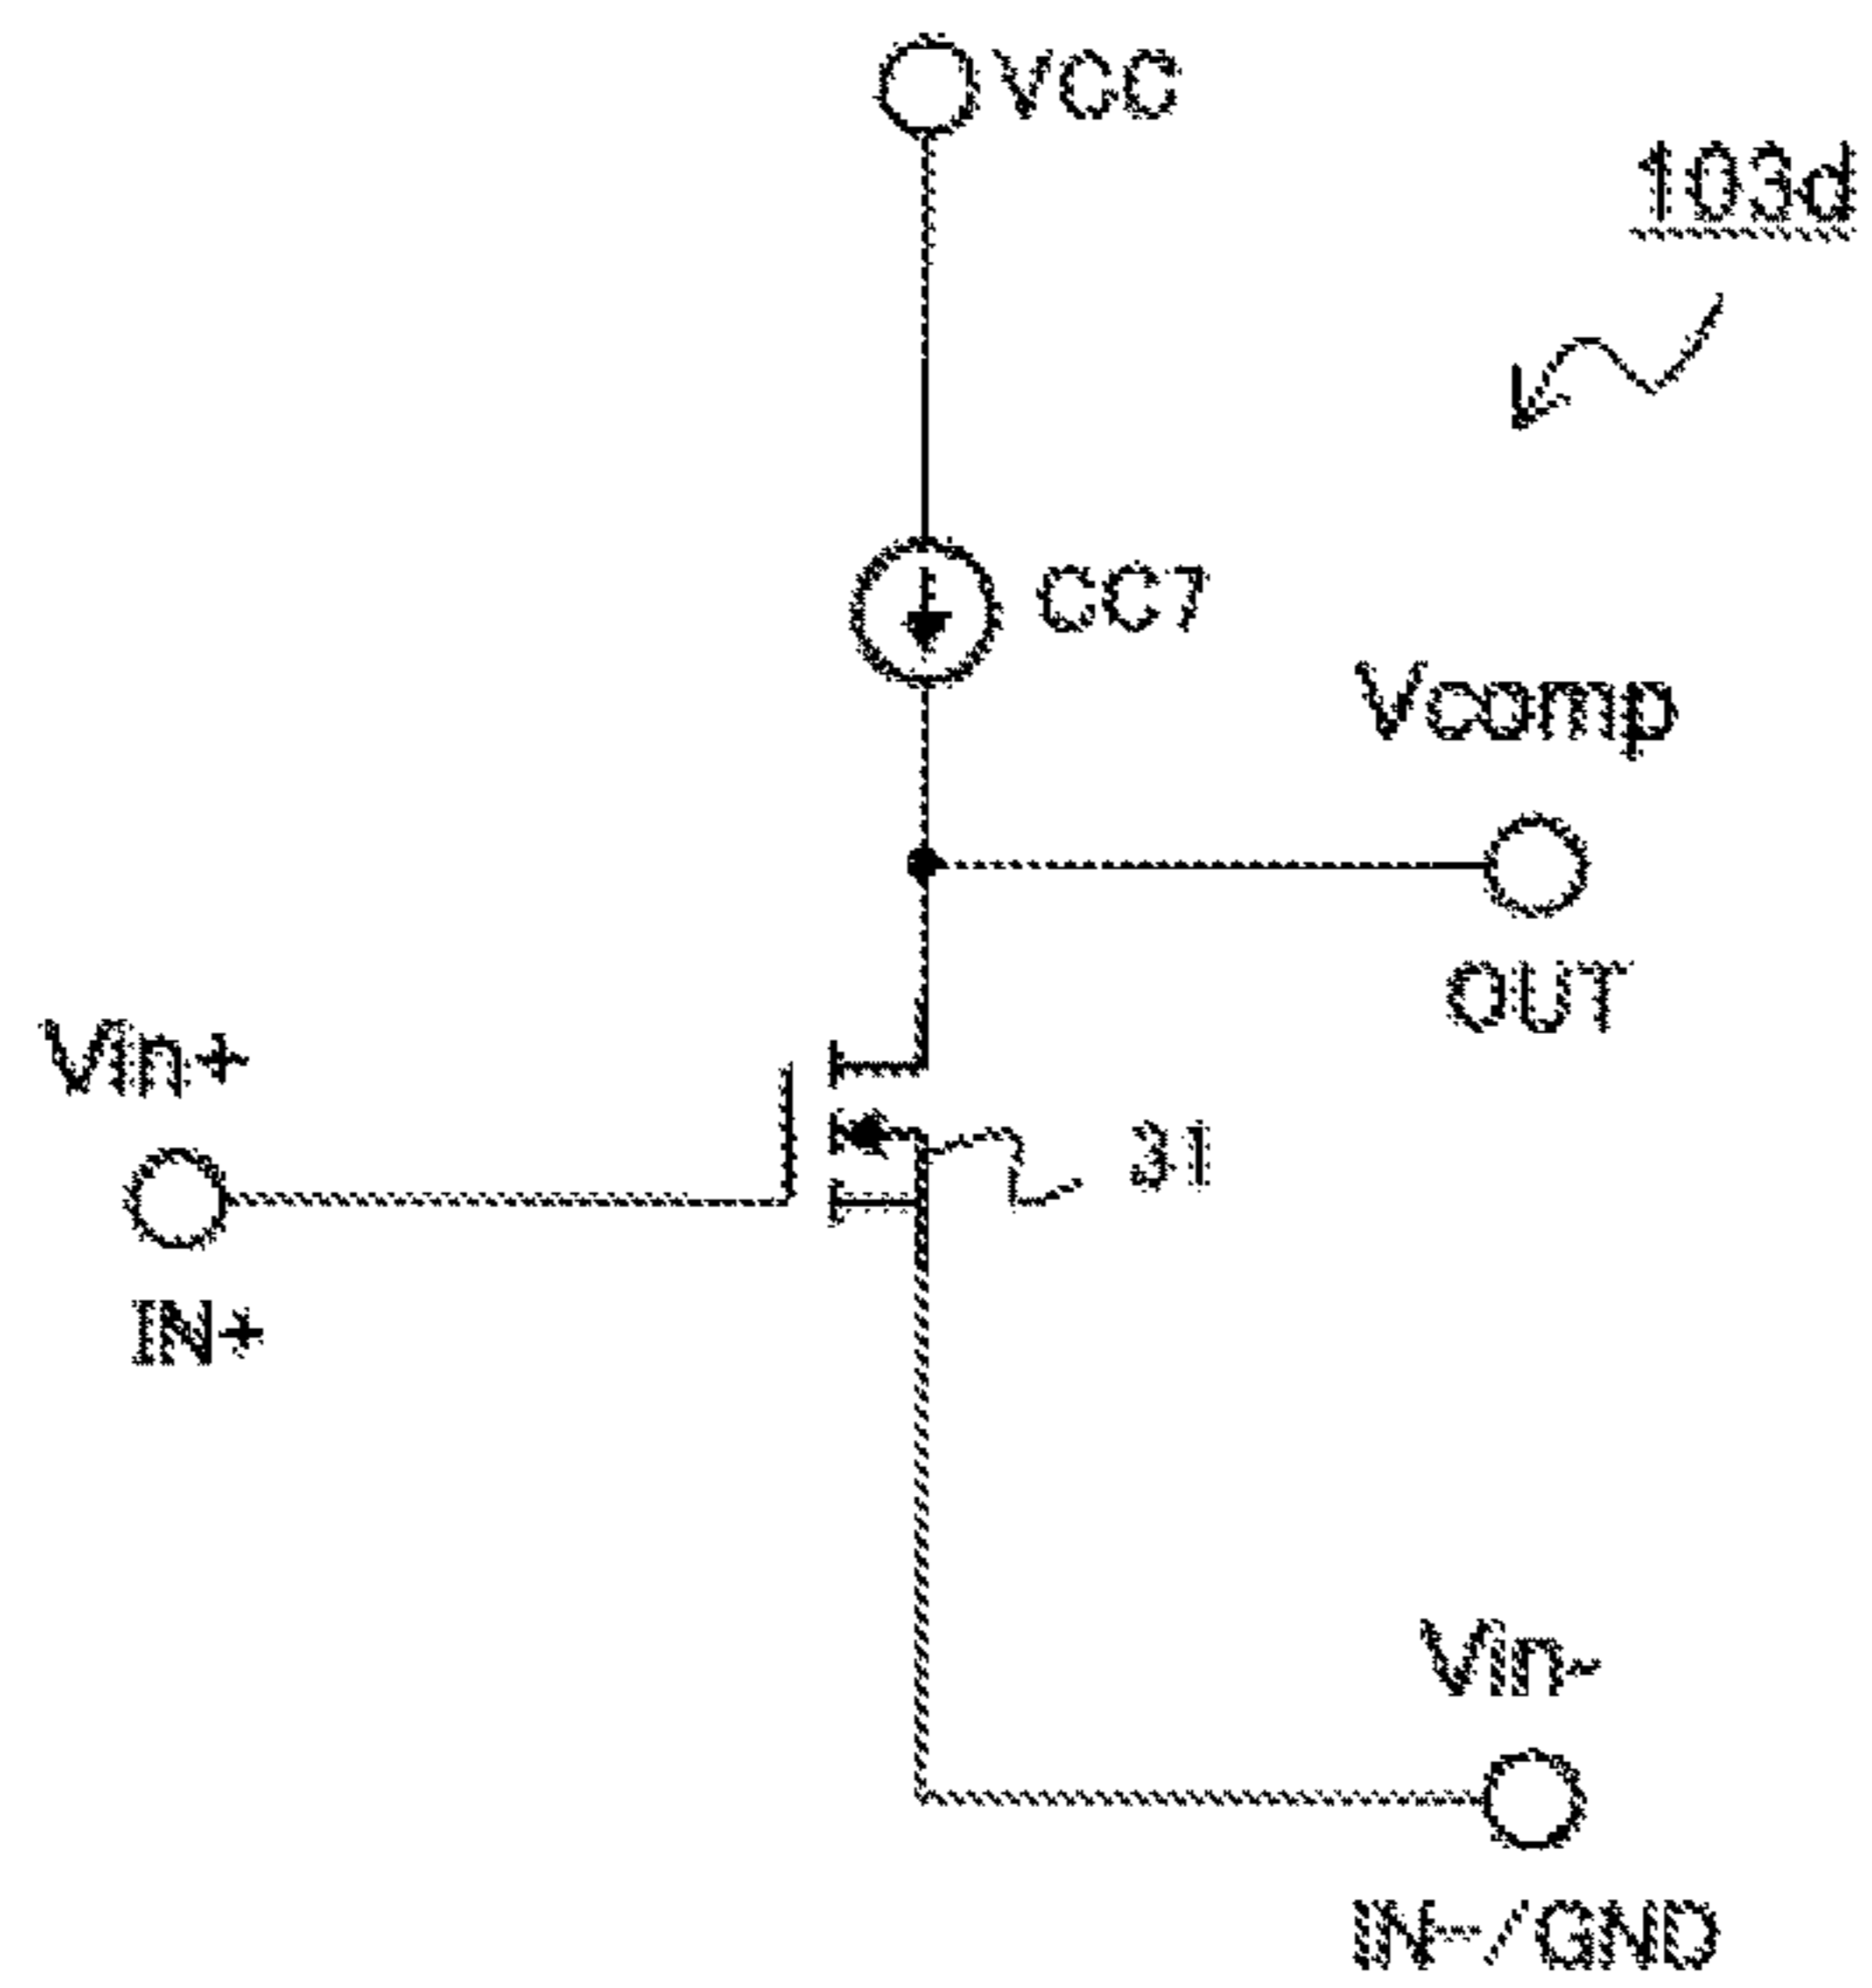 VCC
103d
CC7
Vcomp
OUT
Vin+
31
IN+
Vin-
IN-/GND